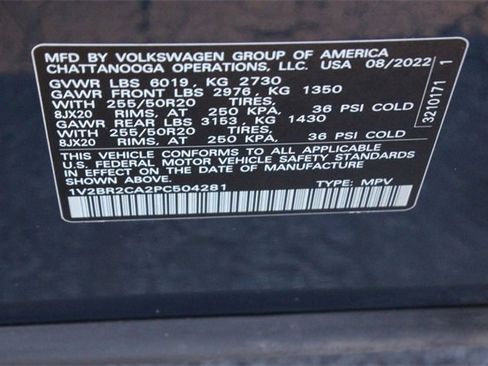 MFD BY VOLKSWAGEN GROUP OF AMERICA
CHATTANOOGA OPERATIONS, LLC. USA 08/2022
GVWR LBS 6019, KG 2730
GAWR FRONT LBS 2976, KG 1350
WITH 255/50R20 TIRES,
8JX20 RIMS, AT 250 KPA, 36 PSI COLD
GAWR REAR LBS 3153, KG 1430
WITH 255/50R20 TIRES,
8JX20 RIMS, AT 250 KPA, 36 PSI COLD
THIS VEHICLE CONFORMS TO ALL APPLICABLE
U.S. FEDERAL MOTOR VEHICLE SAFETY STANDARDS
IN EFFECT ON THE DATE OF MANUFACTURE
SHOWN ABOVE.
1V2BR2CA2PC504281 TYPE: MPV
3210171 1